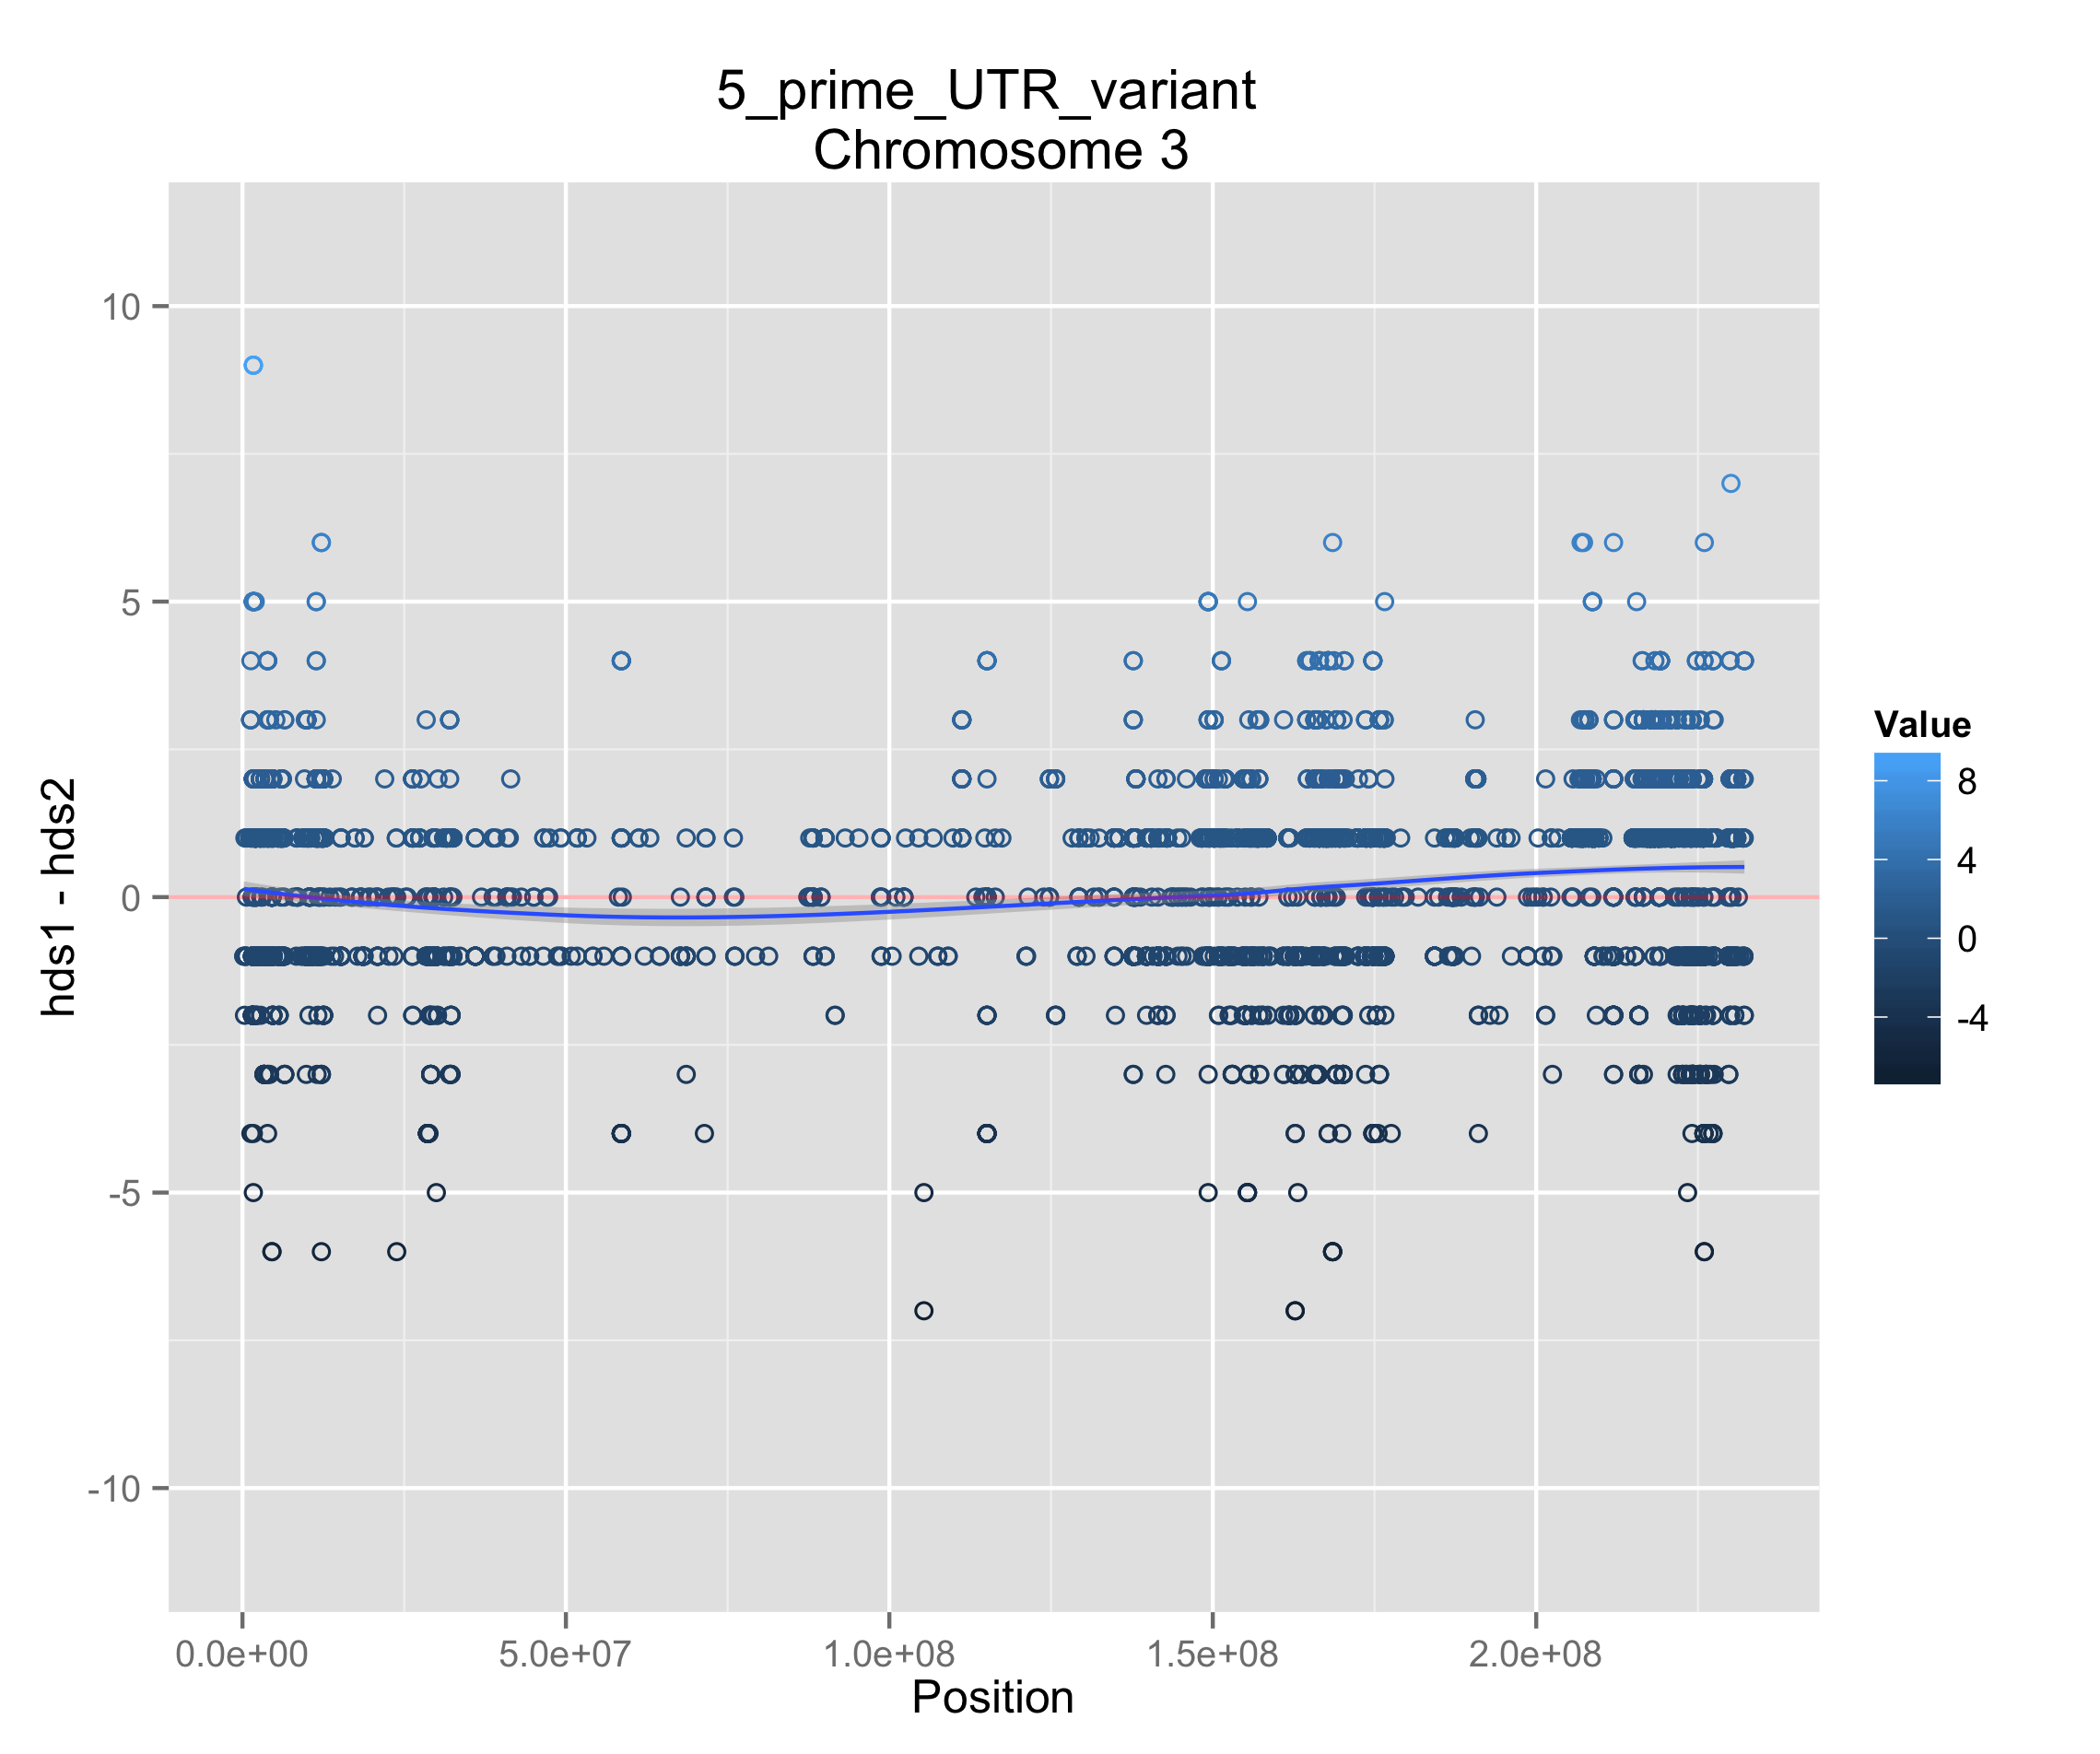 5_prime_UTR_variant
Chromosome 3
hds1 - hds2
10
5
0
-5
-10
0.0e+00
5.0e+07
1.0e+08
1.5e+08
2.0e+08
Position
Value
8
4
0
-4